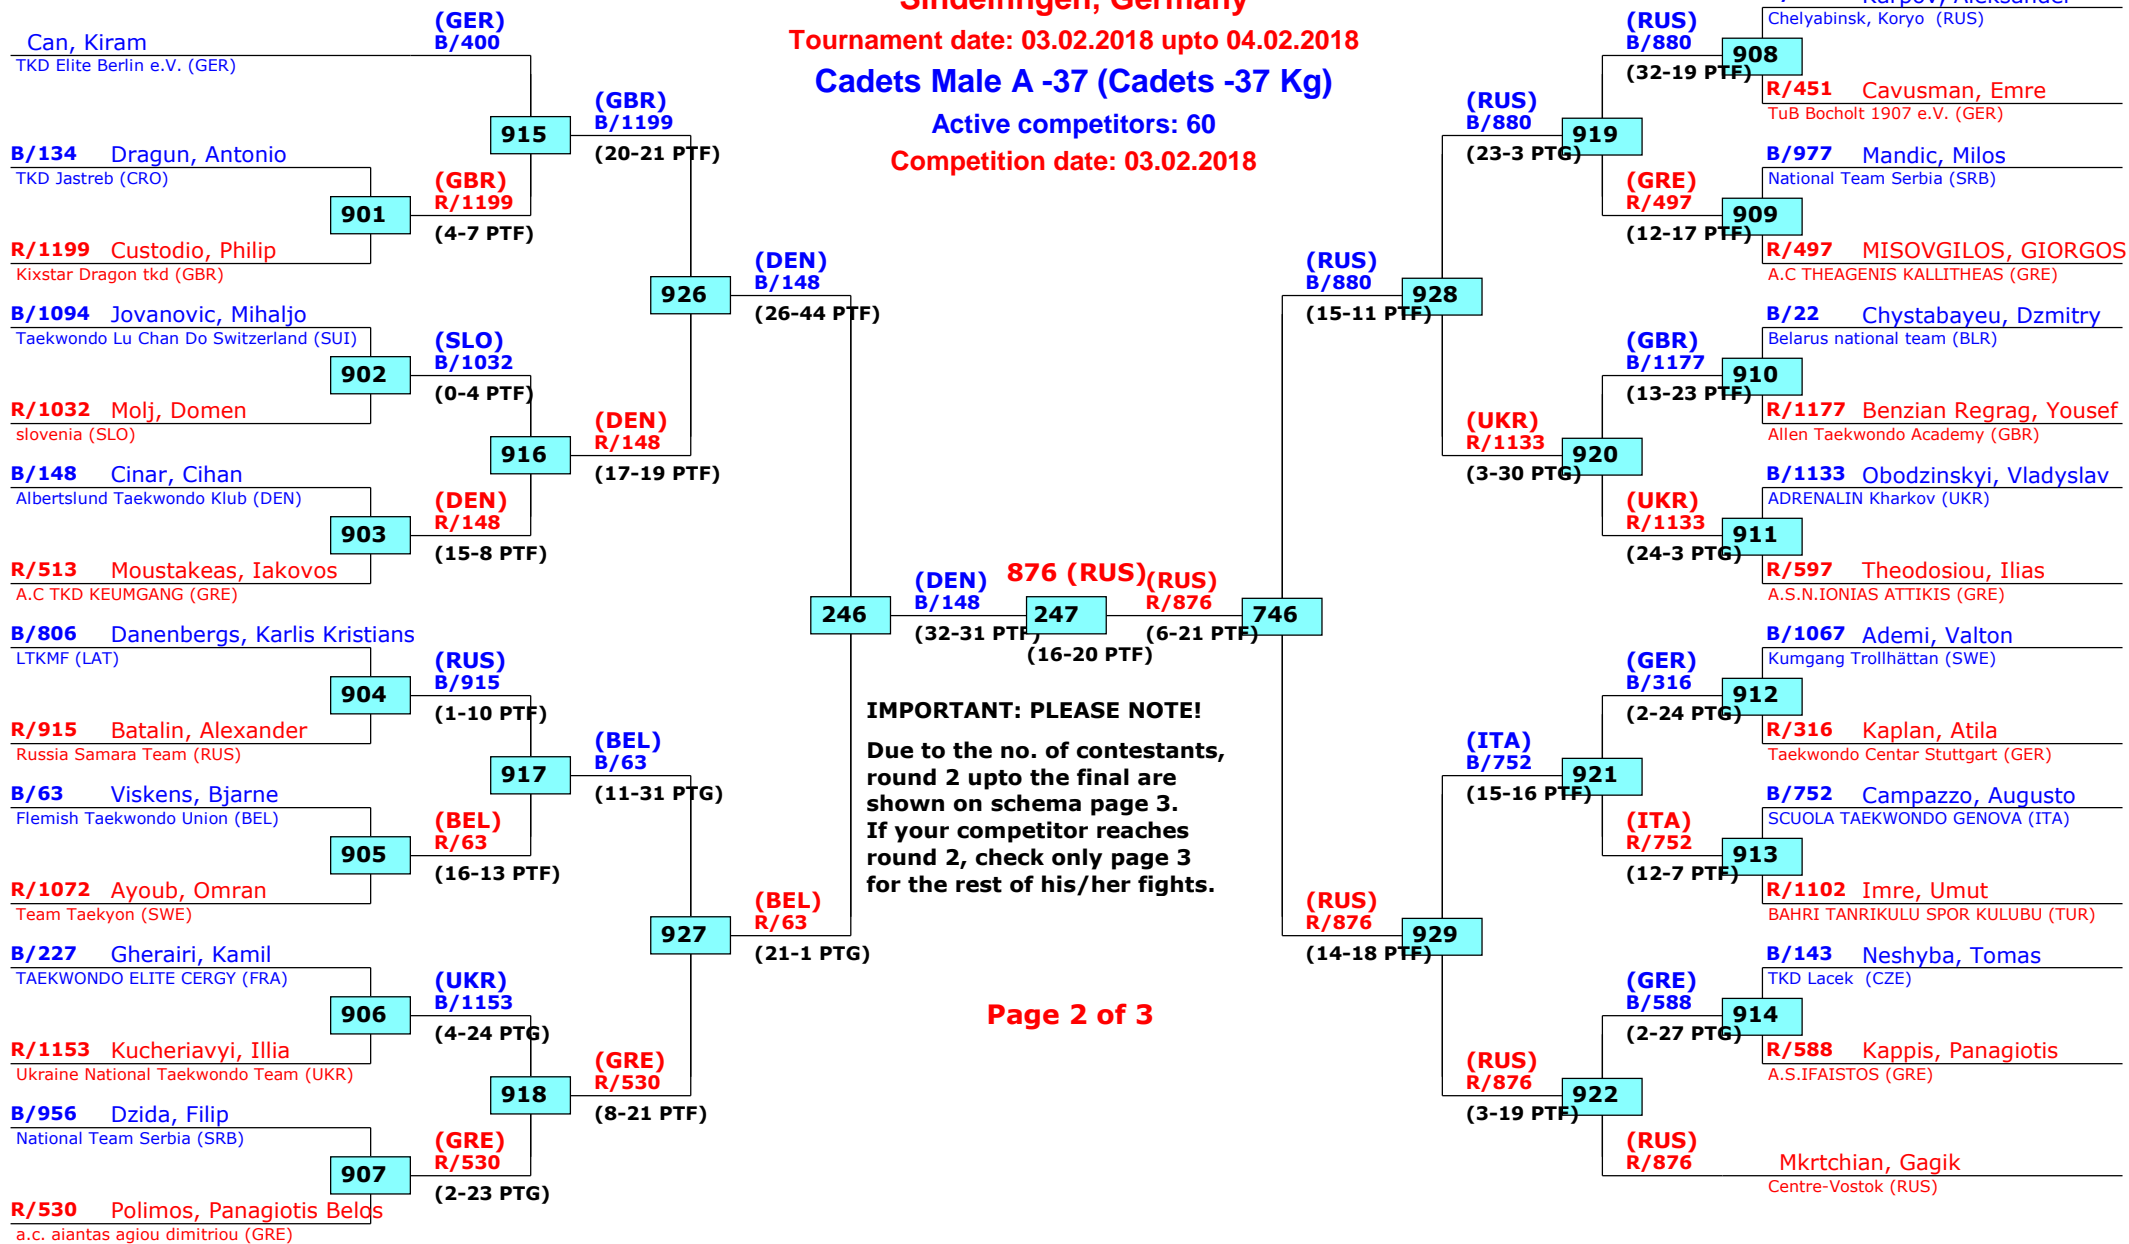 Sindelfingen, Germany
Tournament date: 03.02.2018 upto 04.02.2018
Cadets Male A -37 (Cadets -37 Kg)
Active competitors: 60
Competition date: 03.02.2018
Can, Kiram
TKD Elite Berlin e.V. (GER)
(GER)
B/400
B/134 Dragun, Antonio
TKD Jastreb (CRO)
901
R/1199 Custodio, Philip
Kixstar Dragon tkd (GBR)
(GBR)
R/1199
(4-7 PTF)
915
(GBR)
B/1199
(20-21 PTF)
B/1094 Jovanovic, Mihaljo
Taekwondo Lu Chan Do Switzerland (SUI)
902
R/1032 Molj, Domen
slovenia (SLO)
(SLO)
B/1032
(0-4 PTF)
B/148 Cinar, Cihan
Albertslund Taekwondo Klub (DEN)
903
R/513 Moustakeas, Iakovos
A.C TKD KEUMGANG (GRE)
(DEN)
R/148
(15-8 PTF)
916
(DEN)
R/148
(17-19 PTF)
926
(DEN)
B/148
(26-44 PTF)
B/806 Danenbergs, Karlis Kristians
LTKMF (LAT)
904
R/915 Batalin, Alexander
Russia Samara Team (RUS)
(RUS)
B/915
(1-10 PTF)
B/63 Viskens, Bjarne
Flemish Taekwondo Union (BEL)
905
R/1072 Ayoub, Omran
Team Taekyon (SWE)
(BEL)
R/63
(16-13 PTF)
917
(BEL)
B/63
(11-31 PTG)
B/227 Gherairi, Kamil
TAEKWONDO ELITE CERGY (FRA)
906
R/1153 Kucheriavyi, Illia
Ukraine National Taekwondo Team (UKR)
(UKR)
B/1153
(4-24 PTG)
B/956 Dzida, Filip
National Team Serbia (SRB)
907
R/530 Polimos, Panagiotis Belos
a.c. aiantas agiou dimitriou (GRE)
(GRE)
R/530
(2-23 PTG)
918
(GRE)
R/530
(8-21 PTF)
927
(BEL)
R/63
(21-1 PTG)
246
(DEN)
B/148
(32-31 PTF)
876 (RUS)
247
(16-20 PTF)
(RUS)
R/876
(6-21 PTF)
746
IMPORTANT: PLEASE NOTE!
Due to the no. of contestants,
round 2 upto the final are
shown on schema page 3.
If your competitor reaches
round 2, check only page 3
for the rest of his/her fights.
Page 2 of 3
(RUS)
B/880
(15-11 PTF)
928
(RUS)
B/880
(23-3 PTG)
919
(RUS)
B/880
(32-19 PTF)
908
Chelyabinsk, Koryo (RUS)
R/451 Cavusman, Emre
TuB Bocholt 1907 e.V. (GER)
(GRE)
R/497
(12-17 PTF)
909
B/977 Mandic, Milos
National Team Serbia (SRB)
R/497 MISOVGILOS, GIORGOS
A.C THEAGENIS KALLITHEAS (GRE)
(UKR)
R/1133
(3-30 PTG)
920
(GBR)
B/1177
(13-23 PTF)
910
B/22 Chystabayeu, Dzmitry
Belarus national team (BLR)
R/1177 Benzian Regrag, Yousef
Allen Taekwondo Academy (GBR)
(UKR)
R/1133
(24-3 PTG)
911
B/1133 Obodzinskyi, Vladyslav
ADRENALIN Kharkov (UKR)
R/597 Theodosiou, Ilias
A.S.N.IONIAS ATTIKIS (GRE)
(RUS)
R/876
(14-18 PTF)
929
(ITA)
B/752
(15-16 PTF)
921
(GER)
B/316
(2-24 PTG)
912
B/1067 Ademi, Valton
Kumgang Trollhättan (SWE)
R/316 Kaplan, Atila
Taekwondo Centar Stuttgart (GER)
(ITA)
R/752
(12-7 PTF)
913
B/752 Campazzo, Augusto
SCUOLA TAEKWONDO GENOVA (ITA)
R/1102 Imre, Umut
BAHRI TANRIKULU SPOR KULUBU (TUR)
(RUS)
R/876
(3-19 PTF)
922
(GRE)
B/588
(2-27 PTG)
914
B/143 Neshyba, Tomas
TKD Lacek (CZE)
R/588 Kappis, Panagiotis
A.S.IFAISTOS (GRE)
(RUS)
R/876
Mkrtchian, Gagik
Centre-Vostok (RUS)